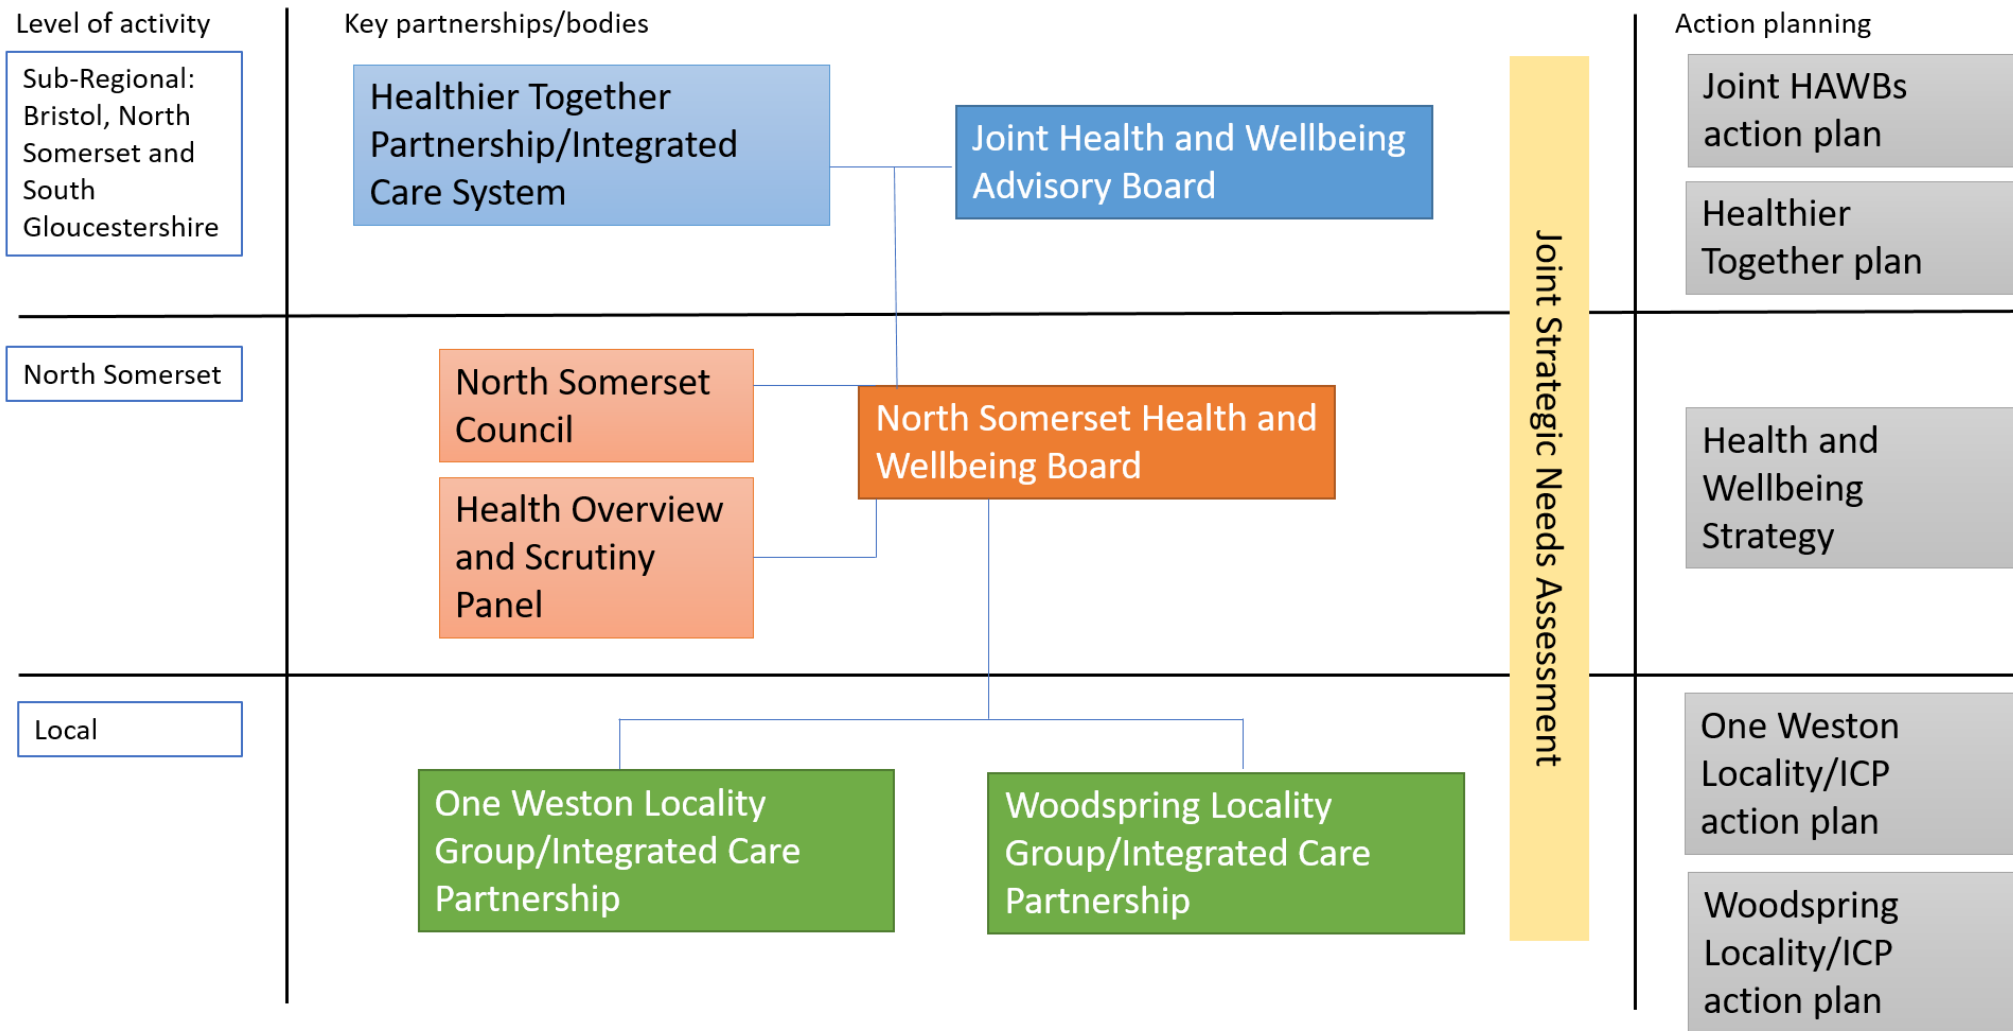 Level of activity
Key partnerships/bodies
Action planning
Sub-Regional:
Bristol, North
Somerset and
South
Gloucestershire
Healthier Together
Partnership/Integrated
Care System
Joint Health and Wellbeing
Advisory Board
Joint HAWBs
action plan
Healthier
Together plan
Joint Strategic Needs Assessment
North Somerset
North Somerset
Council
North Somerset Health and
Wellbeing Board
Health Overview
and Scrutiny
Panel
Health and
Wellbeing
Strategy
Local
One Weston Locality
Group/Integrated Care
Partnership
Woodspring Locality
Group/Integrated Care
Partnership
One Weston
Locality/ICP
action plan
Woodspring
Locality/ICP
action plan